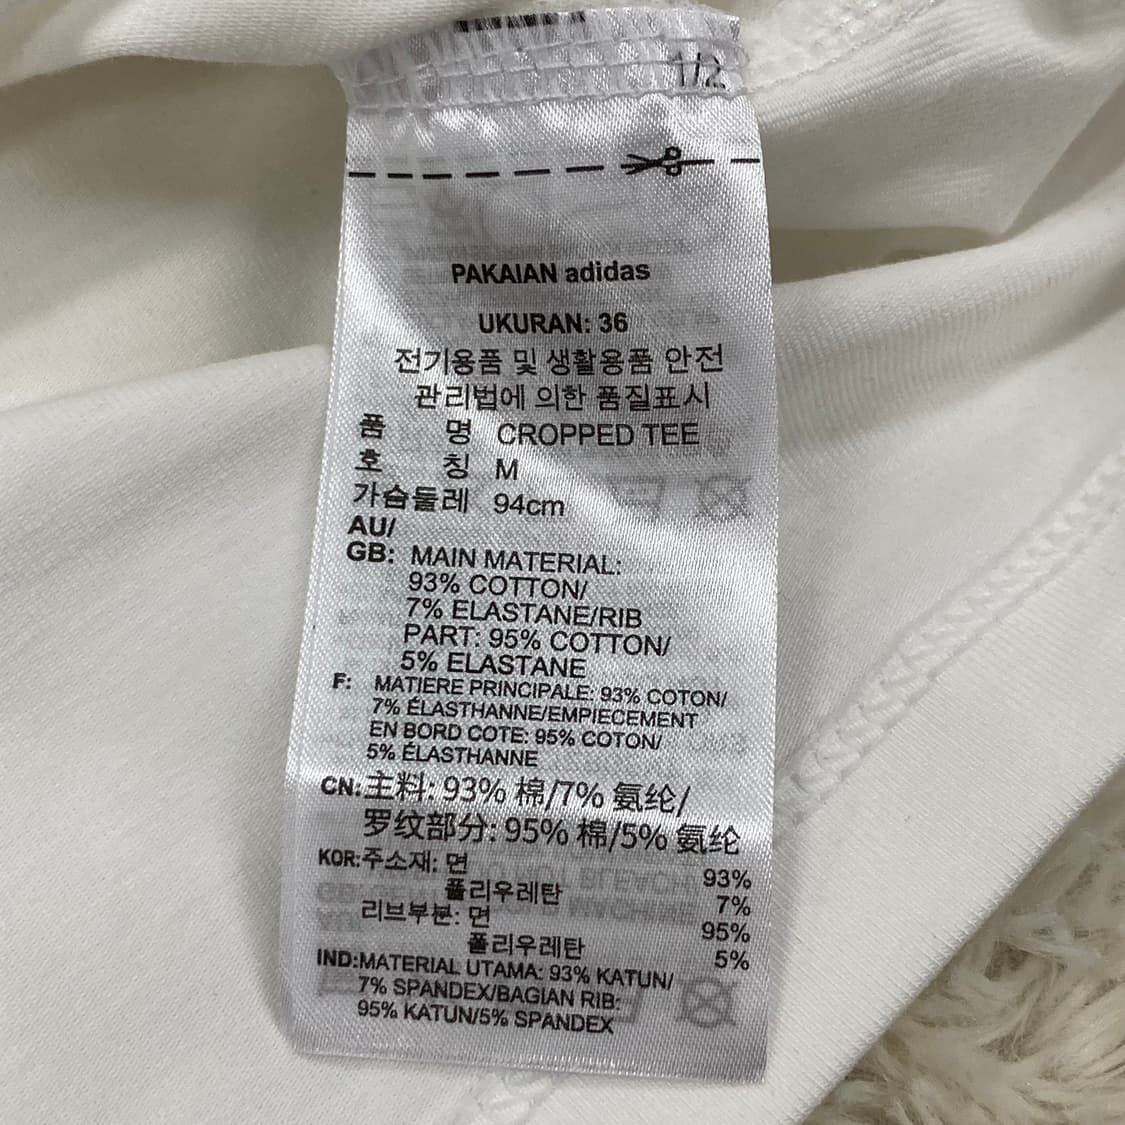 1/2
PAKAIAN adidas
UKURAN: 36
전기용품 및 생활용품 안전
관리법에 의한 품질표시
품 명 CROPPED TEE
호 칭 M
가슴둘레 94cm
AU/
GB: MAIN MATERIAL:
93% COTTON/
7% ELASTANE/RIB
PART: 95% COTTON/
5% ELASTANE
F: MATIERE PRINCIPALE: 93% COTON/
7% ÉLASTHANNE/EMPIECEMENT
EN BORD COTE: 95% COTON/
5% ÉLASTHANNE
CN:主料: 93% 棉/7% 氨纶/
罗纹部分: 95% 棉/5% 氨纶
KOR:주소재: 면 93%
폴리우레탄 7%
리브부분: 면 95%
폴리우레탄 5%
IND:MATERIAL UTAMA: 93% KATUN/
7% SPANDEX/BAGIAN RIB:
95% KATUN/5% SPANDEX